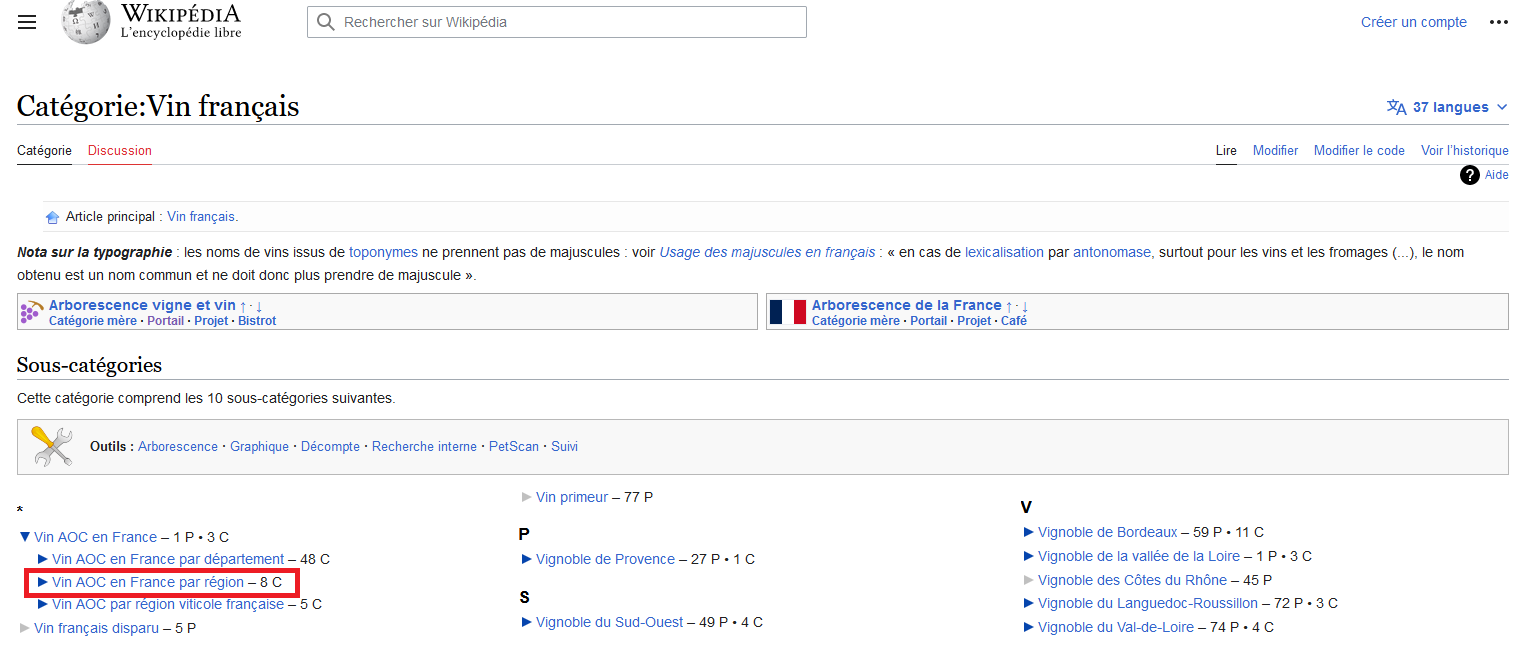 WIKIPÉDIA
L'encyclopédie libre
Rechercher sur Wikipédia
Créer un compte
Catégorie:Vin français
37 langues
Catégorie Discussion
Lire Modifier Modifier le code Voir l'historique
? Aide
Article principal : Vin français.
Nota sur la typographie : les noms de vins issus de toponymes ne prennent pas de majuscules : voir Usage des majuscules en français : « en cas de lexicalisation par antonomase, surtout pour les vins et les fromages (...), le nom
obtenu est un nom commun et ne doit donc plus prendre de majuscule ».
Arborescence vigne et vin ↑ · ↓
Catégorie mère · Portail · Projet · Bistrot
Arborescence de la France ↑ · ↓
Catégorie mère · Portail · Projet · Café
Sous-catégories
Cette catégorie comprend les 10 sous-catégories suivantes.
Outils : Arborescence · Graphique · Décompte · Recherche interne · PetScan · Suivi
*
▼ Vin AOC en France – 1 P • 3 C
► Vin AOC en France par département – 48 C
► Vin AOC en France par région – 8 C
► Vin AOC par région viticole française – 5 C
► Vin français disparu – 5 P
► Vin primeur – 77 P
P
► Vignoble de Provence – 27 P • 1 C
S
► Vignoble du Sud-Ouest – 49 P • 4 C
V
► Vignoble de Bordeaux – 59 P • 11 C
► Vignoble de la vallée de la Loire – 1 P • 3 C
► Vignoble des Côtes du Rhône – 45 P
► Vignoble du Languedoc-Roussillon – 72 P • 3 C
► Vignoble du Val-de-Loire – 74 P • 4 C